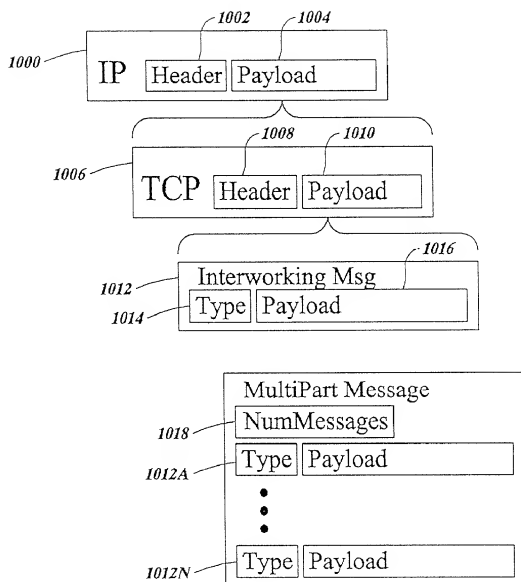 1002 1004
1000 IP Header Payload
1008 1010
1006 TCP Header Payload
1016
1012 Interworking Msg
1014 Type Payload
MultiPart Message
1018 NumMessages
1012A Type Payload
1012N Type Payload